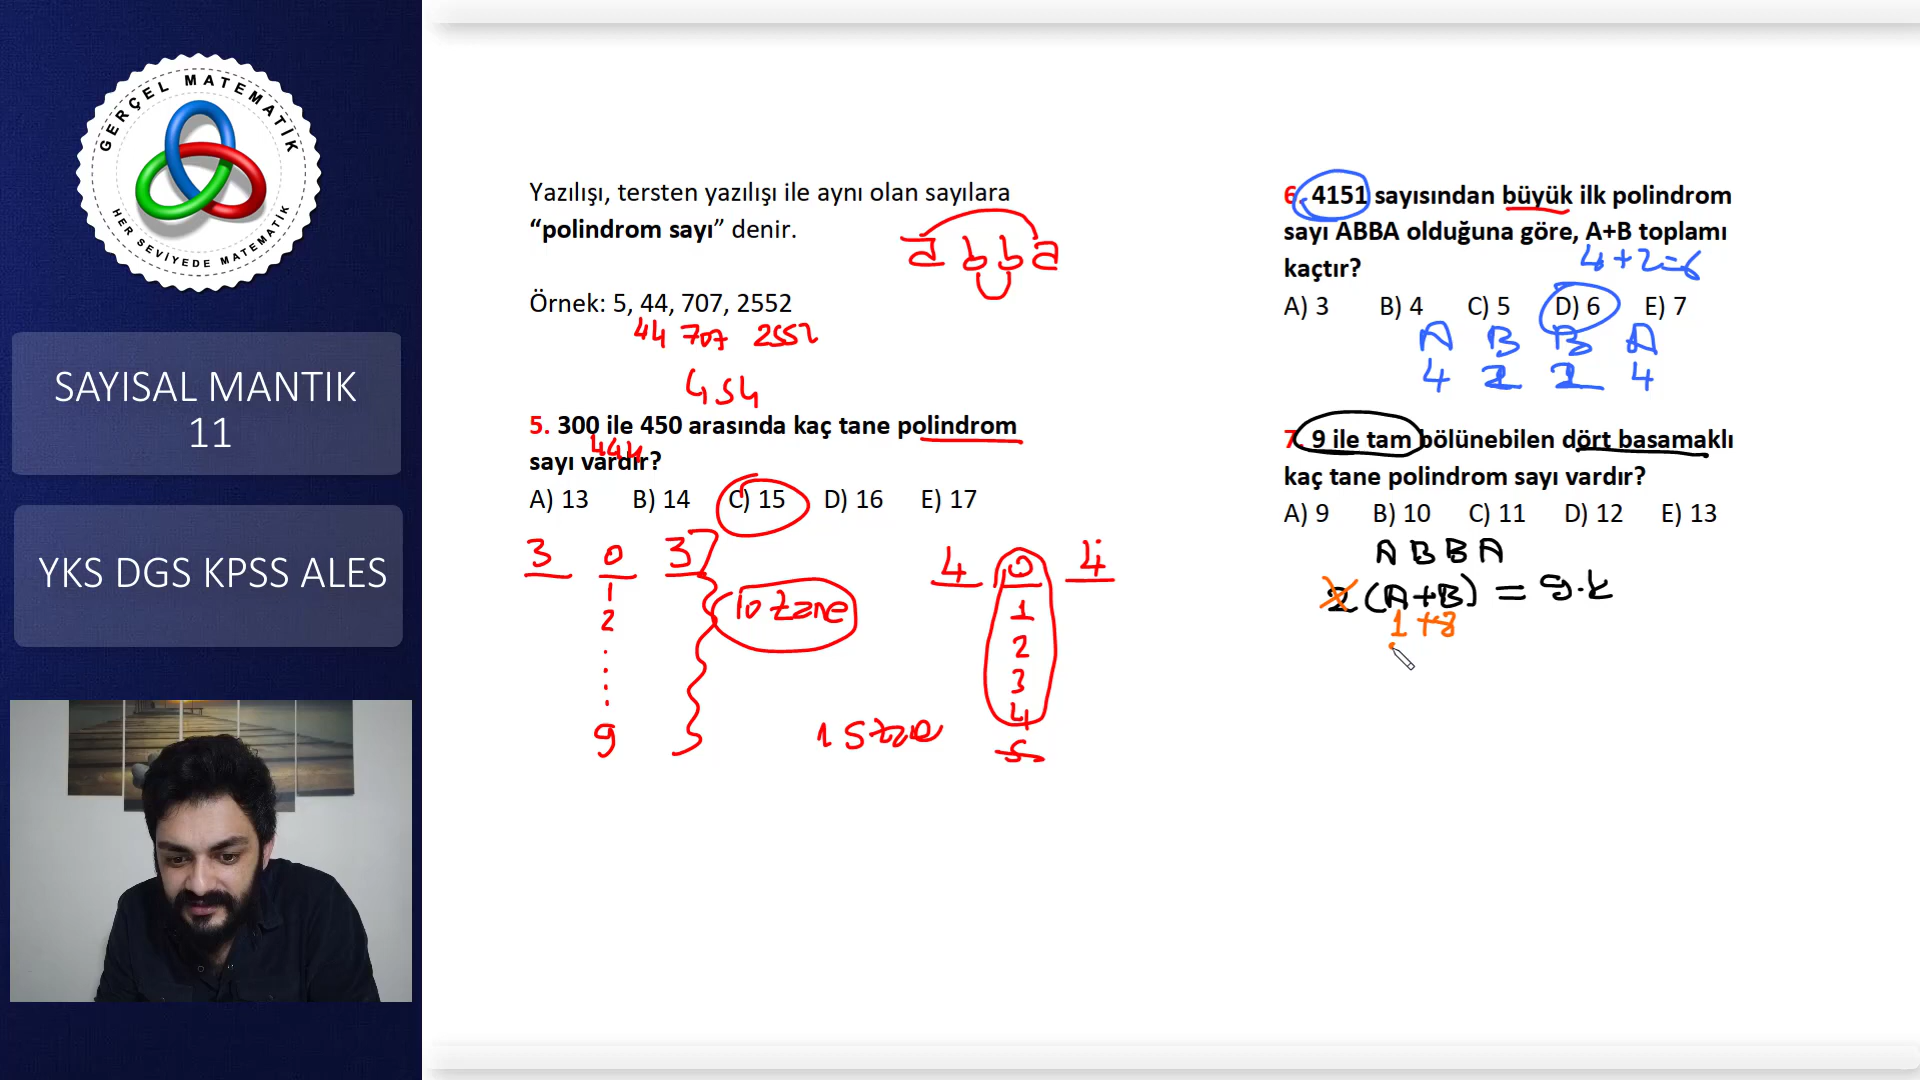 GERÇEL MATEMATİK
HER SEVİYEDE MATEMATİK
SAYISAL MANTIK
11
YKS DGS KPSS ALES
Yazılışı, tersten yazılışı ile aynı olan sayılara
“polindrom sayı” denir.
a b b a
Örnek: 5, 44, 707, 2552
44 707 2552
454
5. 300 ile 450 arasında kaç tane polindrom
444
sayı vardır?
A) 13 B) 14 C) 15 D) 16 E) 17
3 0 3
1
2
.
.
.
.
9
10 tane
4 0 4
1
2
3
4
5
15 tane
6. 4151 sayısından büyük ilk polindrom
sayı ABBA olduğuna göre, A+B toplamı
4+2=6
kaçtır?
A) 3 B) 4 C) 5 D) 6 E) 7
A B B A
4 2 2 4
7. 9 ile tam bölünebilen dört basamaklı
kaç tane polindrom sayı vardır?
A) 9 B) 10 C) 11 D) 12 E) 13
A B B A
2(A+B) = 9.k
1+8